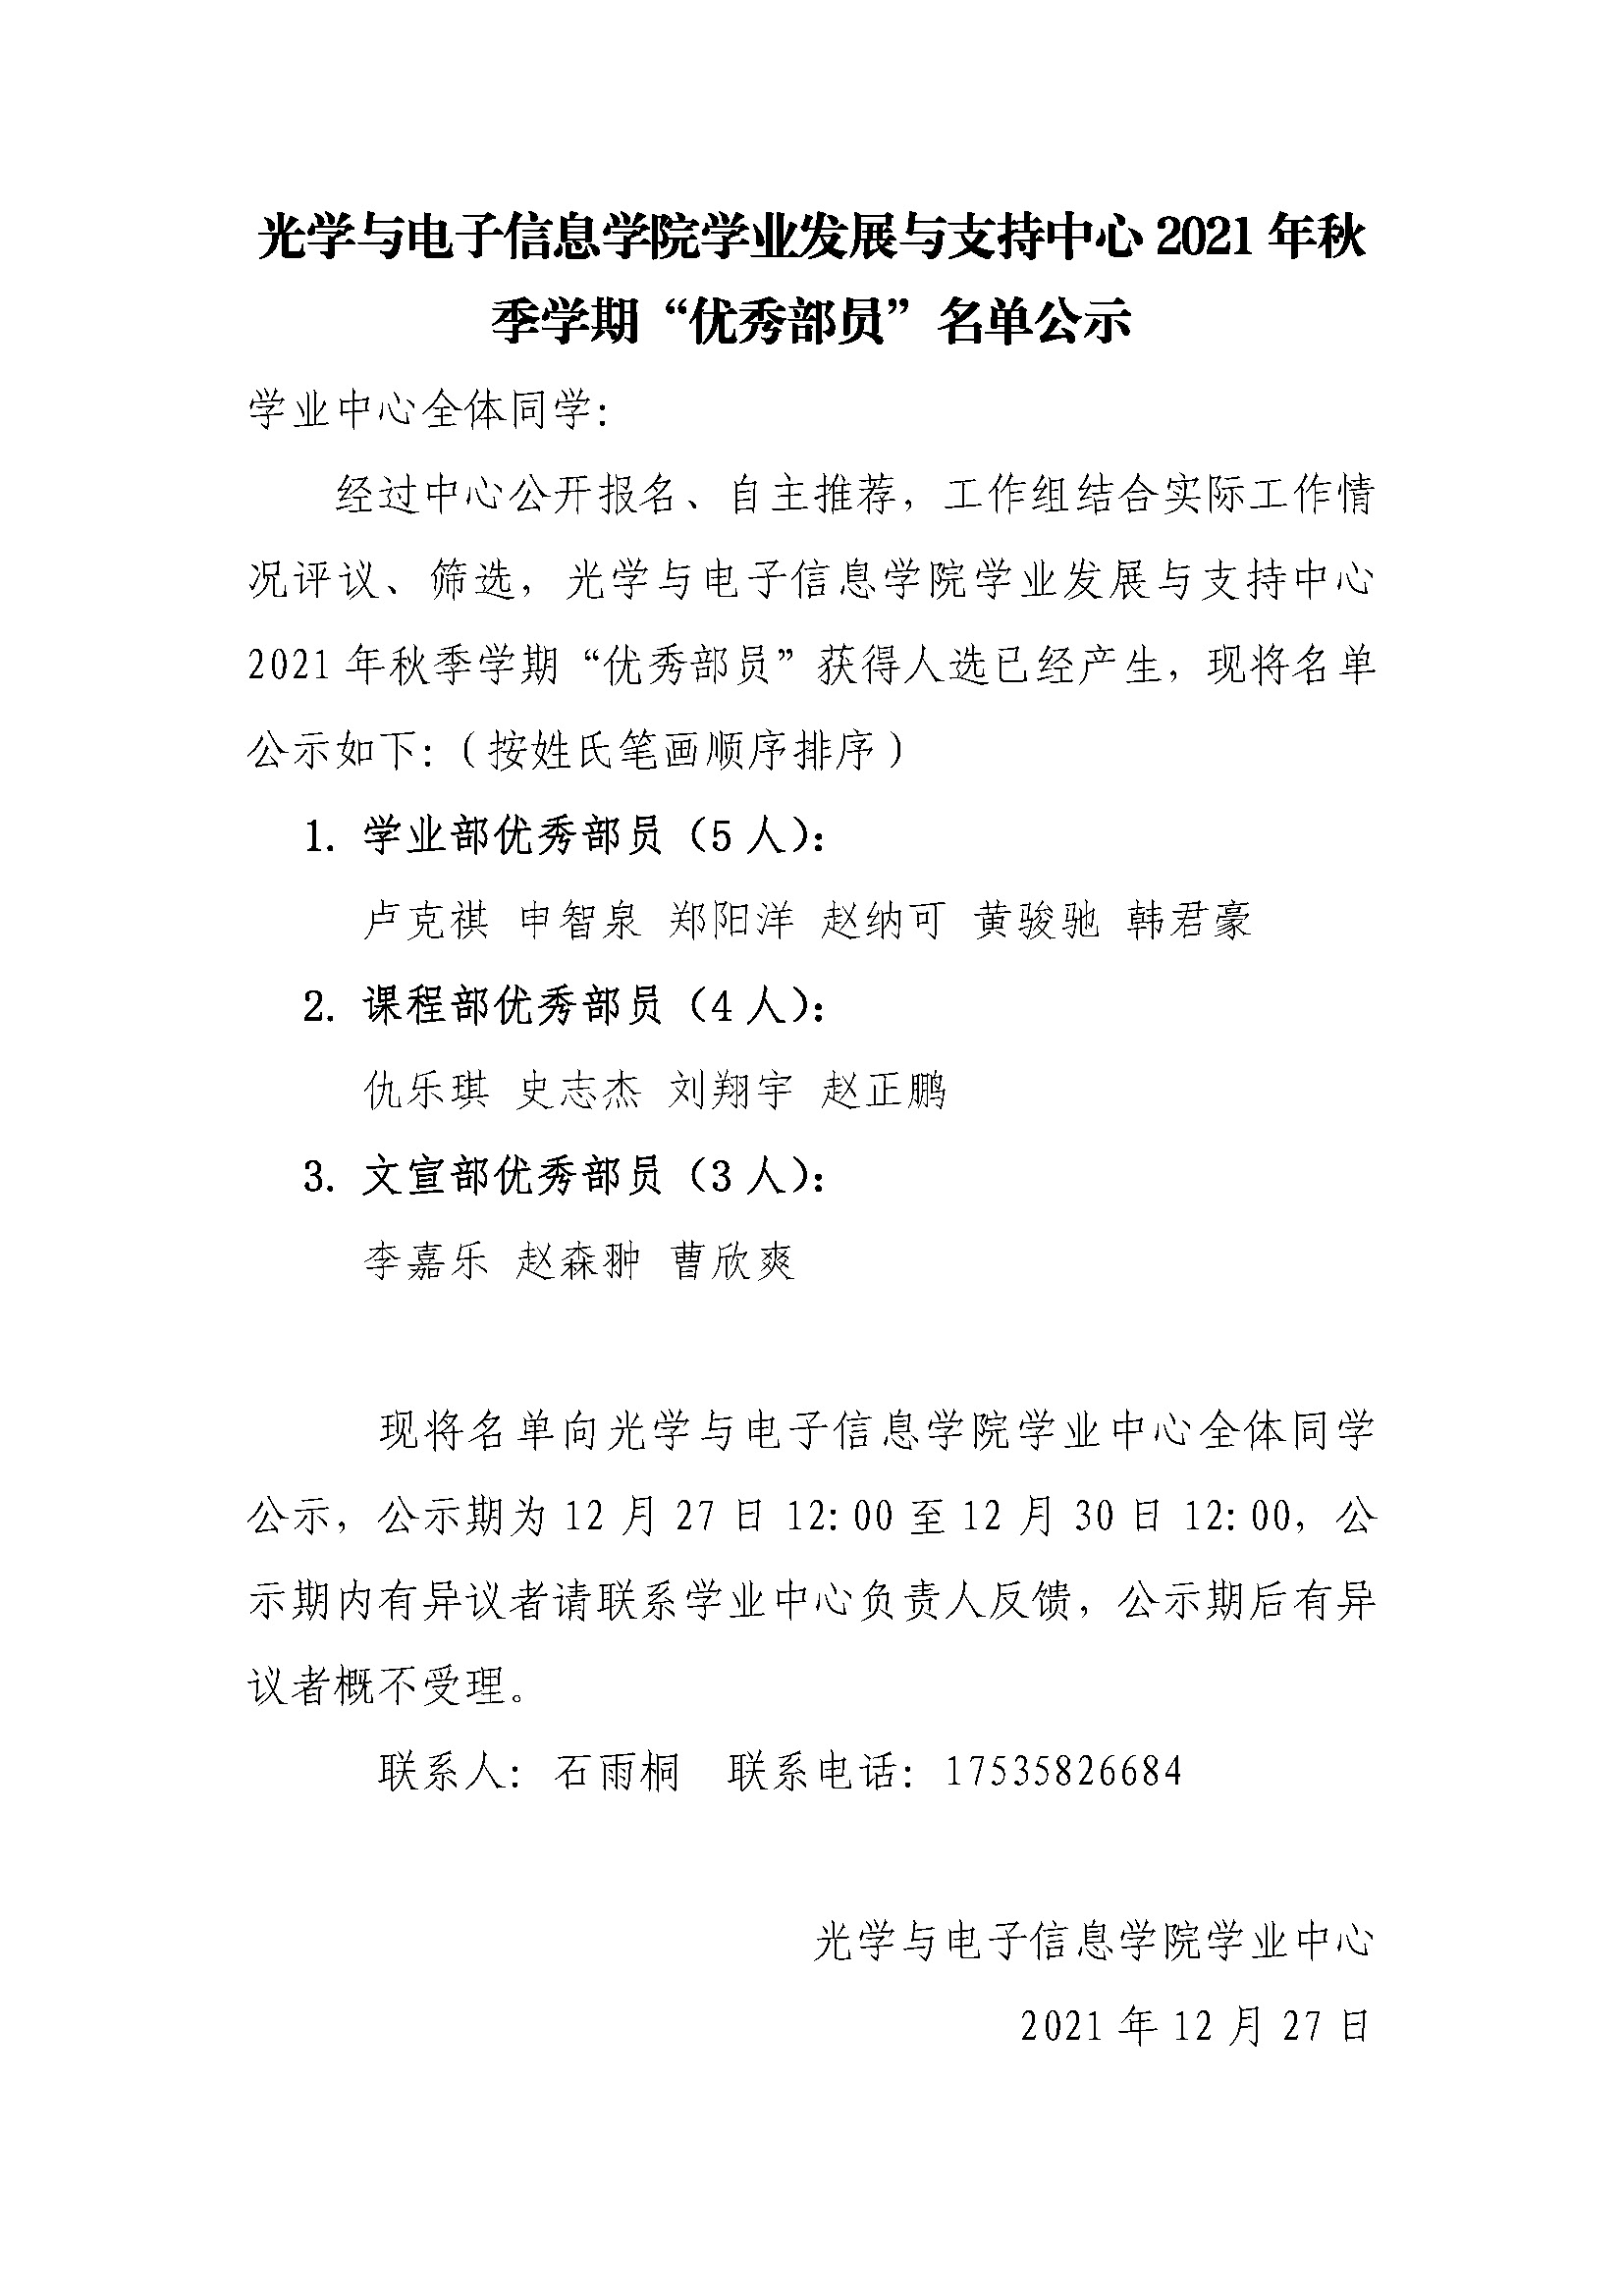 光学与电子信息学院学业发展与支持中心 2021 年秋
季学期“优秀部员”名单公示
学业中心全体同学：
经过中心公开报名、自主推荐，工作组结合实际工作情
况评议、筛选，光学与电子信息学院学业发展与支持中心
2021 年秋季学期“优秀部员”获得人选已经产生，现将名单
公示如下：（按姓氏笔画顺序排序）
1. 学业部优秀部员（5 人）：
卢克祺 申智泉 郑阳洋 赵纳可 黄骏驰 韩君豪
2. 课程部优秀部员（4 人）：
仇乐琪 史志杰 刘翔宇 赵正鹏
3. 文宣部优秀部员（3 人）：
李嘉乐 赵森翀 曹欣爽
现将名单向光学与电子信息学院学业中心全体同学
公示，公示期为 12 月 27 日 12：00 至 12 月 30 日 12：00，公
示期内有异议者请联系学业中心负责人反馈，公示期后有异
议者概不受理。
联系人：石雨桐 联系电话：17535826684
光学与电子信息学院学业中心
2021 年 12 月 27 日